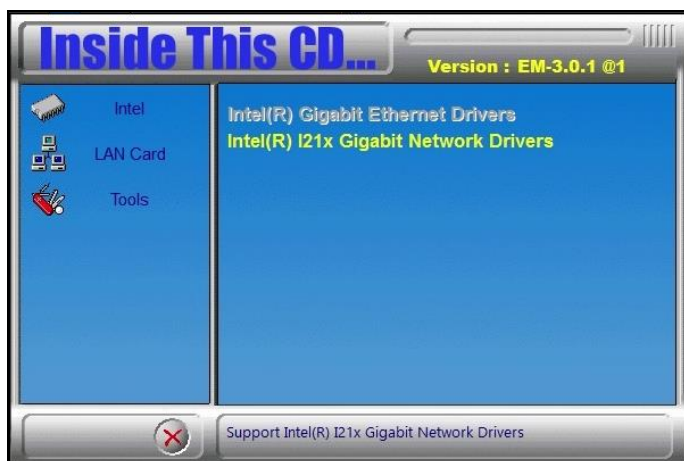 Inside This CD...
Version : EM-3.0.1 @1
Intel
LAN Card
Tools
Intel(R) Gigabit Ethernet Drivers
Intel(R) I21x Gigabit Network Drivers
Support Intel(R) I21x Gigabit Network Drivers